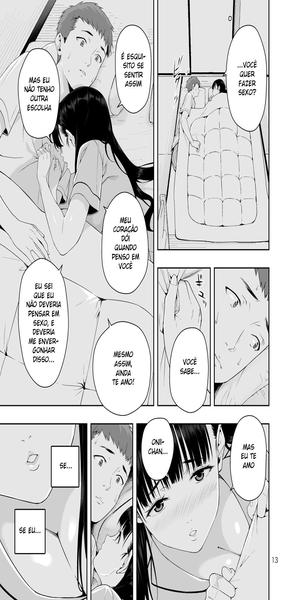 ...VOCÊ
QUER
FAZER
SEXO?
É
ESQUI-
SITO SE
SENTIR
ASSIM
MAS EU
NÃO TENHO
OUTRA
ESCOLHA
MEU
CORAÇÃO
DÓI
QUANDO
PENSO EM
VOCÊ
EU SEI
QUE EU NÃO
DEVERIA
PENSAR EM
SEXO, E
DEVERIA
ME ENVER-
GONHAR
DISSO...
MESMO
ASSIM,
AINDA
TE AMO!
VOCÊ
SABE...
MAS EU
TE AMO
ONII-
CHAN...
SE...
SE EU...
13